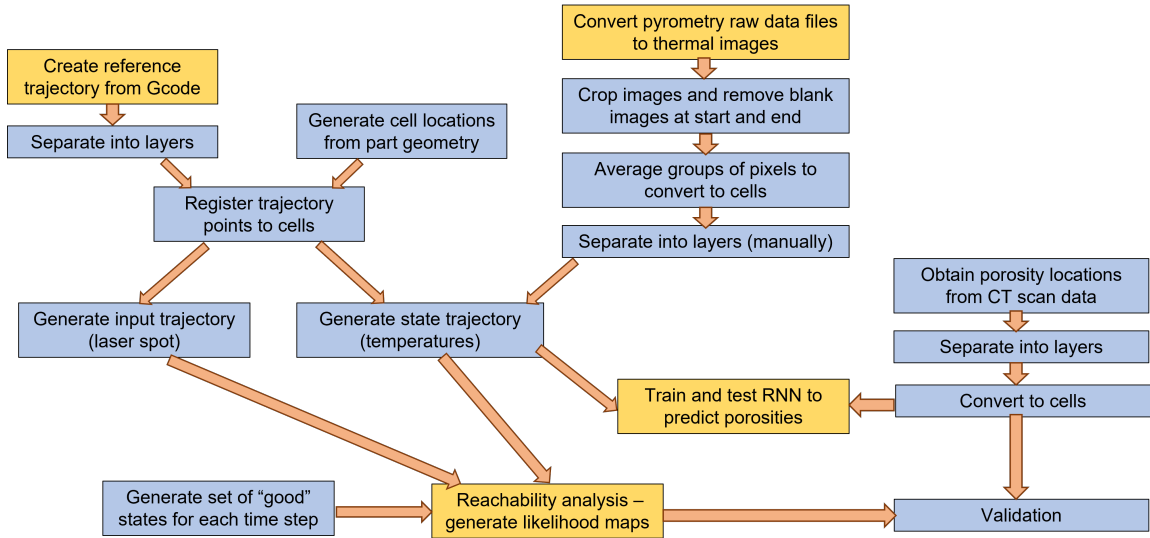 Convert pyrometry raw data files
to thermal images
Create reference
trajectory from Gcode
Crop images and remove blank
images at start and end
Generate cell locations
from part geometry
Separate into layers
Average groups of pixels to
convert to cells
Register trajectory
points to cells
Separate into layers (manually)
Obtain porosity locations
from CT scan data
Generate input trajectory
(laser spot)
Generate state trajectory
(temperatures)
Separate into layers
Train and test RNN to
predict porosities
Convert to cells
Generate set of “good”
states for each time step
Reachability analysis –
generate likelihood maps
Validation